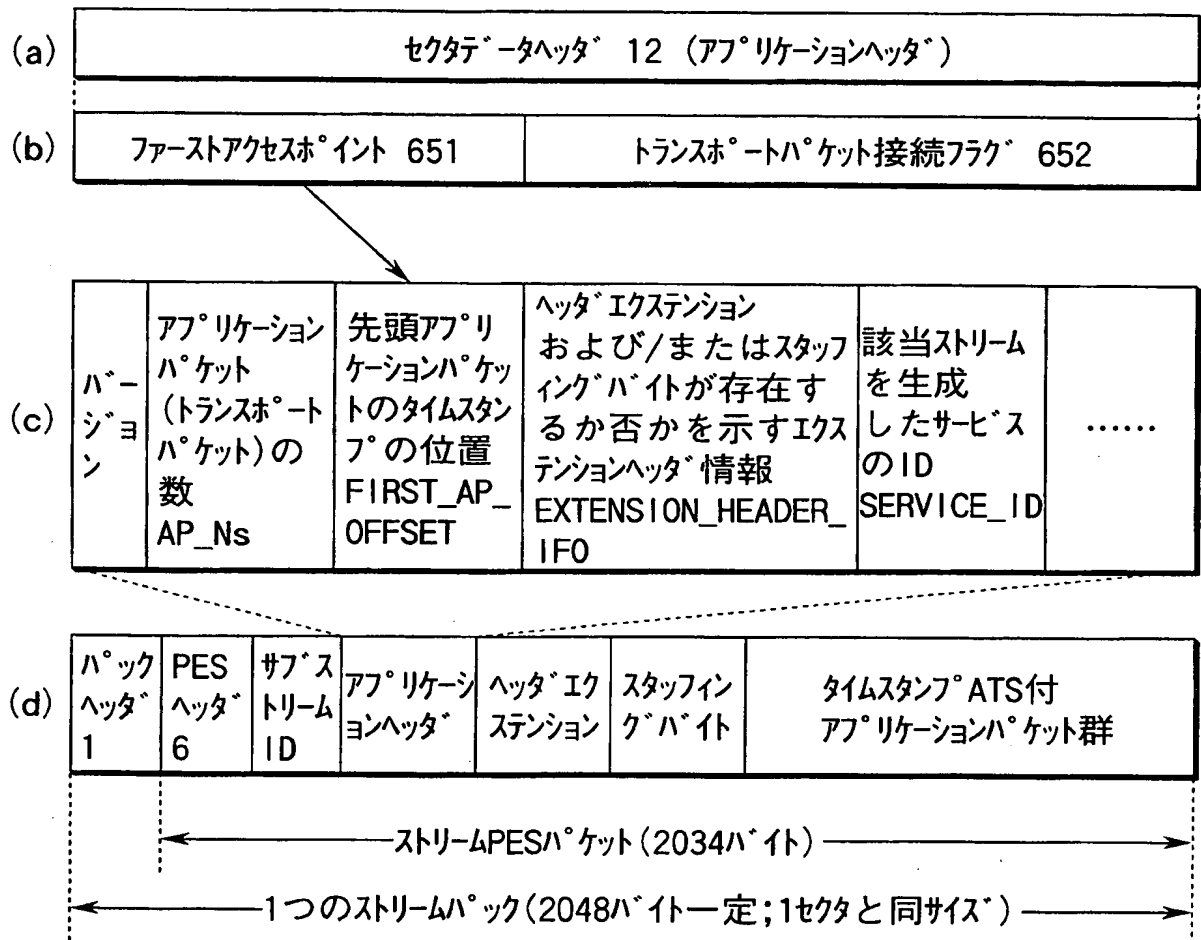 (a)
セクタデータヘッダ 12 (アプリケーションヘッダ)
(b)
ファーストアクセスポイント 651
トランスポートパケット接続フラグ 652
(c)
バー
ジョ
ン
アプリケーション
パケット
(トランスポート
パケット)の
数
AP_Ns
先頭アプリ
ケーションパケッ
トのタイムスタン
プの位置
FIRST_AP_
OFFSET
ヘッダエクステンション
および/またはスタッフ
ィングバイトが存在す
るか否かを示すエクス
テンションヘッダ情報
EXTENSION_HEADER_
IFO
該当ストリーム
を生成
したサービス
のID
SERVICE_ID
……
(d)
パック
ヘッダ
1
PES
ヘッダ
6
サブス
トリーム
ID
アプリケーシ
ョンヘッダ
ヘッダエク
ステンション
スタッフィン
グバイト
タイムスタンプATS付
アプリケーションパケット群
ストリームPESパケット(2034バイト)
1つのストリームパック(2048バイト一定;1セクタと同サイズ)